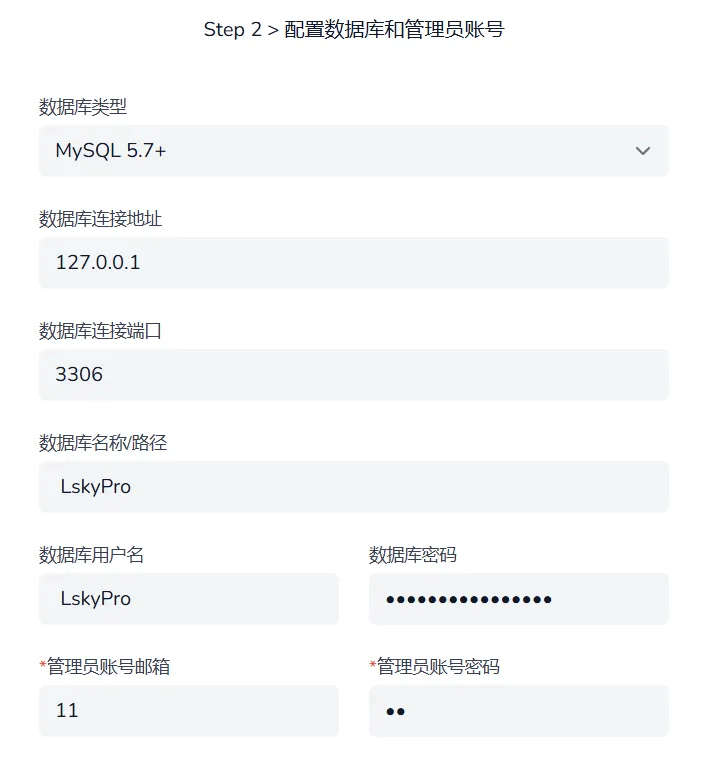 Step 2 > 配置数据库和管理员账号
数据库类型
MySQL 5.7+
数据库连接地址
127.0.0.1
数据库连接端口
3306
数据库名称/路径
LskyPro
数据库用户名 数据库密码
LskyPro ••••••••••••••••
*管理员账号邮箱 *管理员账号密码
11 ••